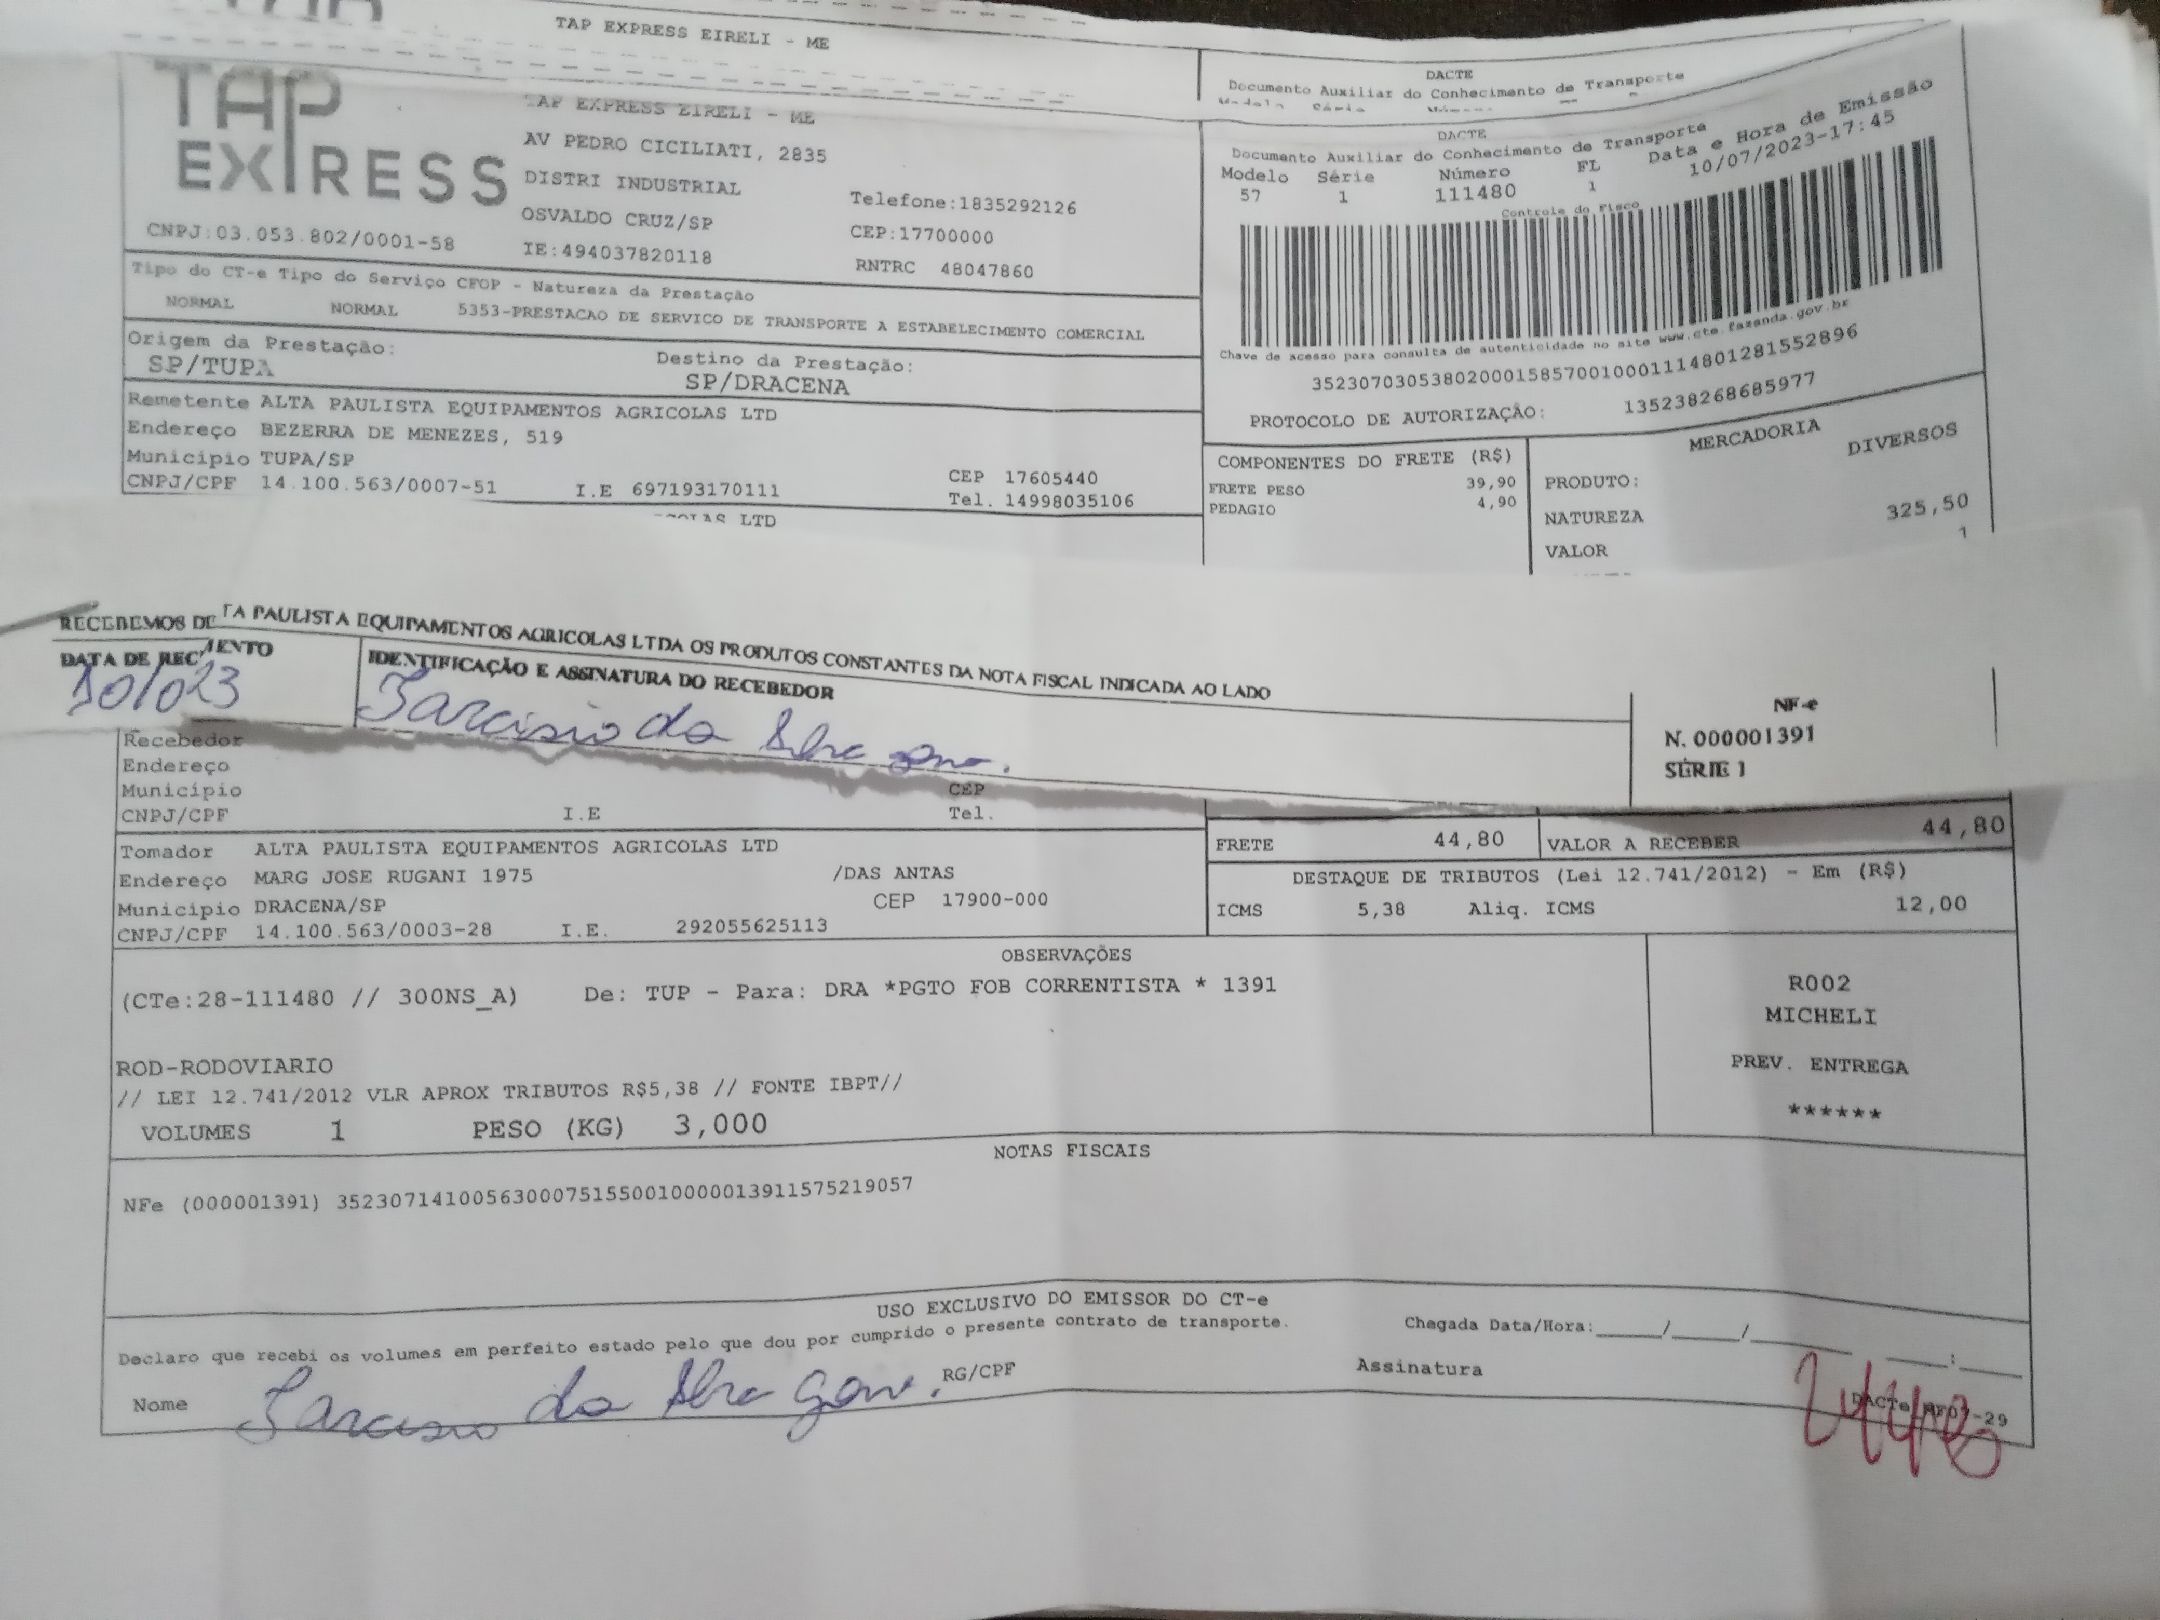 TAP EXPRESS EIRELI - ME
DACTE
Documento Auxiliar do Conhecimento de Transporte
TAP EXPRESS
TAP EXPRESS EIRELI - ME
AV PEDRO CICILIATI, 2835
DISTRI INDUSTRIAL
Telefone:1835292126
OSVALDO CRUZ/SP
CEP:17700000
CNPJ:03.053.802/0001-58
IE:494037820118
RNTRC 48047860
DACTE
Documento Auxiliar do Conhecimento de Transporte
Modelo Série Número FL Data e Hora de Emissão
57 1 111480 1 10/07/2023-17:45
Controle do Fisco
Chave de acesso para consulta de autenticidade no site www.cte.fazenda.gov.br
35230703053802000158570010001114801281552896
PROTOCOLO DE AUTORIZAÇÃO: 135238268685977
Tipo do CT-e Tipo do Serviço CFOP - Natureza da Prestação
NORMAL NORMAL 5353-PRESTACAO DE SERVICO DE TRANSPORTE A ESTABELECIMENTO COMERCIAL
Origem da Prestação: Destino da Prestação:
SP/TUPA SP/DRACENA
Remetente ALTA PAULISTA EQUIPAMENTOS AGRICOLAS LTD
Endereço BEZERRA DE MENEZES, 519
Município TUPA/SP CEP 17605440
CNPJ/CPF 14.100.563/0007-51 I.E 697193170111 Tel. 14998035106
LTD
COMPONENTES DO FRETE (R$)
FRETE PESO 39,90
PEDAGIO 4,90
MERCADORIA
PRODUTO: DIVERSOS
NATUREZA
VALOR 325,50
1
RECEBEMOS DE TA PAULISTA EQUIPAMENTOS AGRICOLAS LTDA OS PRODUTOS CONSTANTES DA NOTA FISCAL INDICADA AO LADO
DATA DE REC IENTO
IDENTIFICAÇÃO E ASSINATURA DO RECEBEDOR
Tarcisio da
NF-e
N. 000001391
SÉRIE 1
Recebedor
Endereço
Município CEP
CNPJ/CPF I.E Tel.
Tomador ALTA PAULISTA EQUIPAMENTOS AGRICOLAS LTD
Endereço MARG JOSE RUGANI 1975 /DAS ANTAS
Município DRACENA/SP CEP 17900-000
CNPJ/CPF 14.100.563/0003-28 I.E. 292055625113
FRETE 44,80 VALOR A RECEBER 44,80
DESTAQUE DE TRIBUTOS (Lei 12.741/2012) - Em (R$)
ICMS 5,38 Aliq. ICMS 12,00
OBSERVAÇÕES
(CTe:28-111480 // 300NS_A) De: TUP - Para: DRA *PGTO FOB CORRENTISTA * 1391
ROD-RODOVIARIO
// LEI 12.741/2012 VLR APROX TRIBUTOS R$5,38 // FONTE IBPT//
VOLUMES 1 PESO (KG) 3,000
R002
MICHELI
PREV. ENTREGA
******
NOTAS FISCAIS
NFe (000001391) 35230714100563000751550010000013911575219057
USO EXCLUSIVO DO EMISSOR DO CT-e
Declaro que recebi os volumes em perfeito estado pelo que dou por cumprido o presente contrato de transporte.
Chegada Data/Hora:_____/_____/_____ ___:____
Nome Tarcisio da RG/CPF
Assinatura